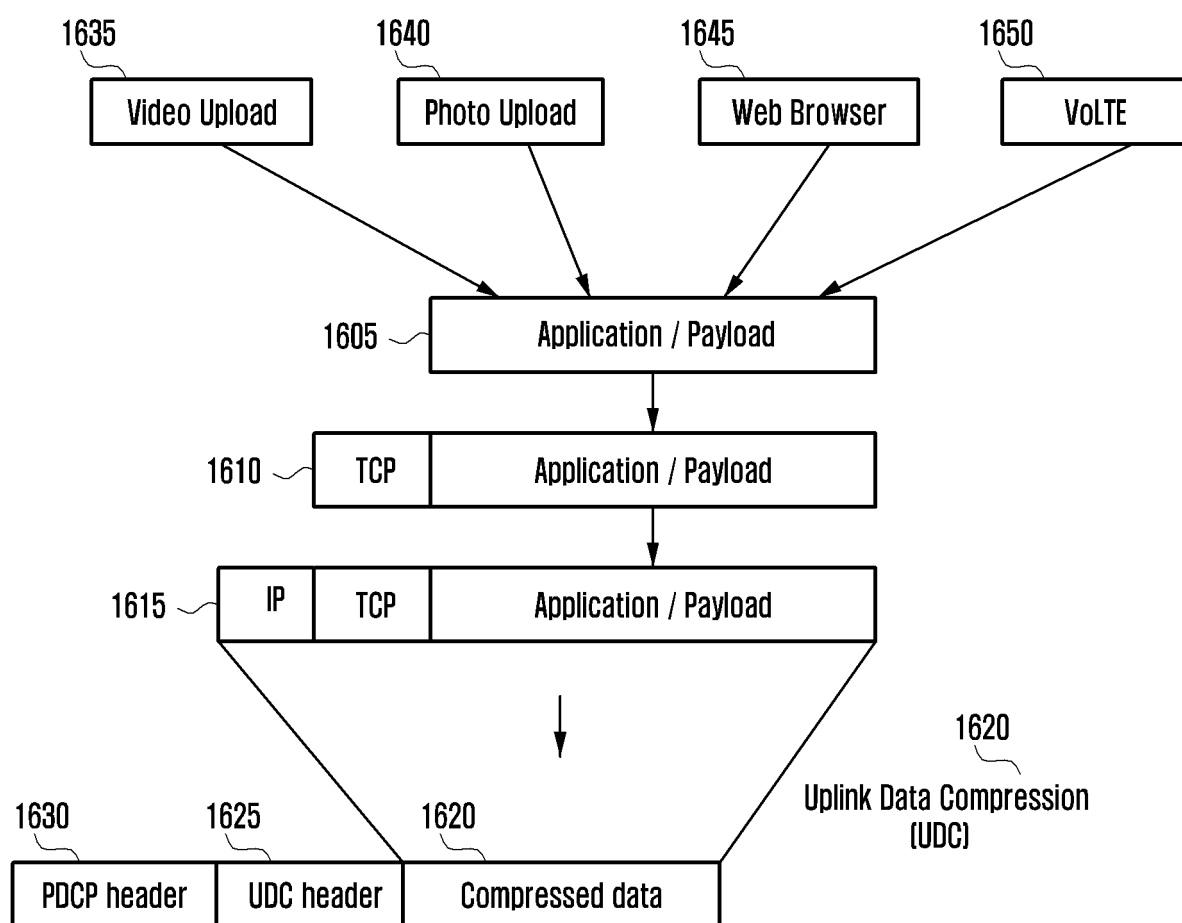 1635
1640
1645
1650
Video Upload
Photo Upload
Web Browser
VoLTE
1605
Application / Payload
1610
TCP
Application / Payload
1615
IP
TCP
Application / Payload
1620
Uplink Data Compression
(UDC)
1630
1625
1620
PDCP header
UDC header
Compressed data